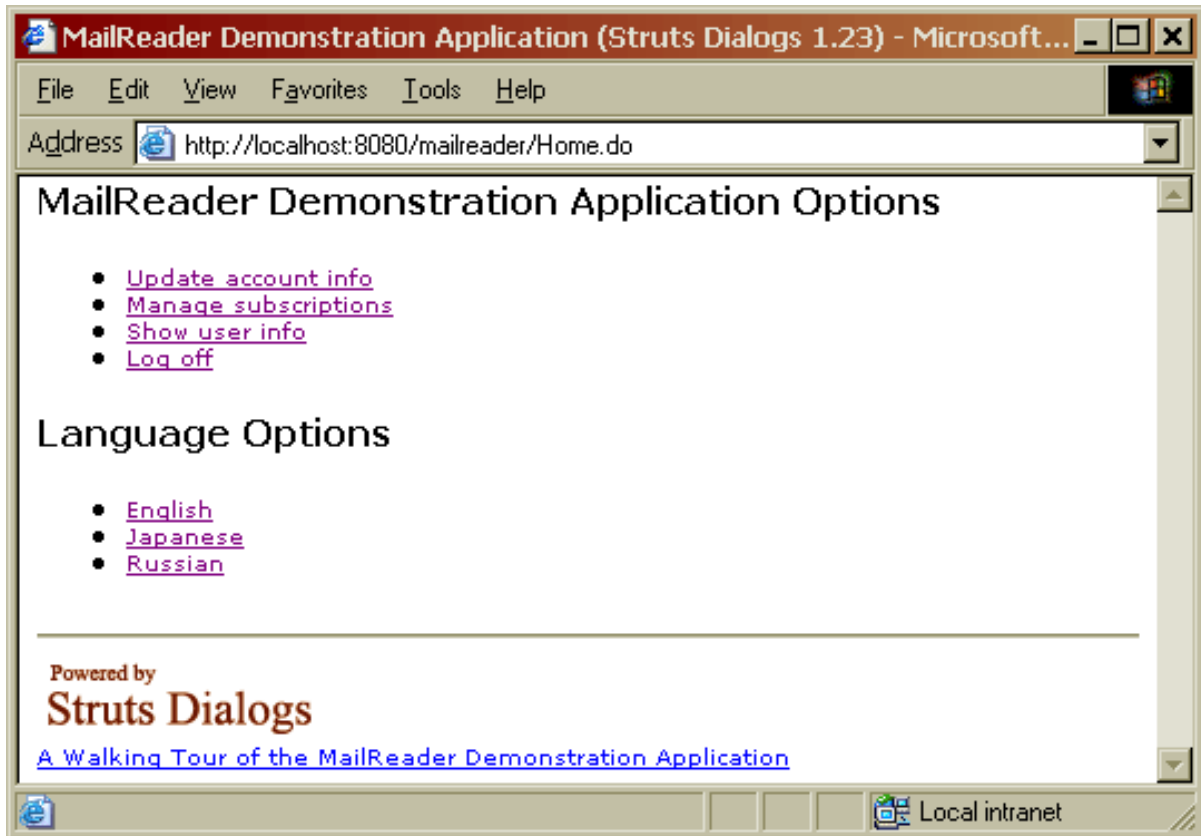 MailReader Demonstration Application (Struts Dialogs 1.23) - Microsoft...
File Edit View Favorites Tools Help
Address http://localhost:8080/mailreader/Home.do
MailReader Demonstration Application Options
Update account info
Manage subscriptions
Show user info
Log off
Language Options
English
Japanese
Russian
Powered by
Struts Dialogs
A Walking Tour of the MailReader Demonstration Application
Local intranet